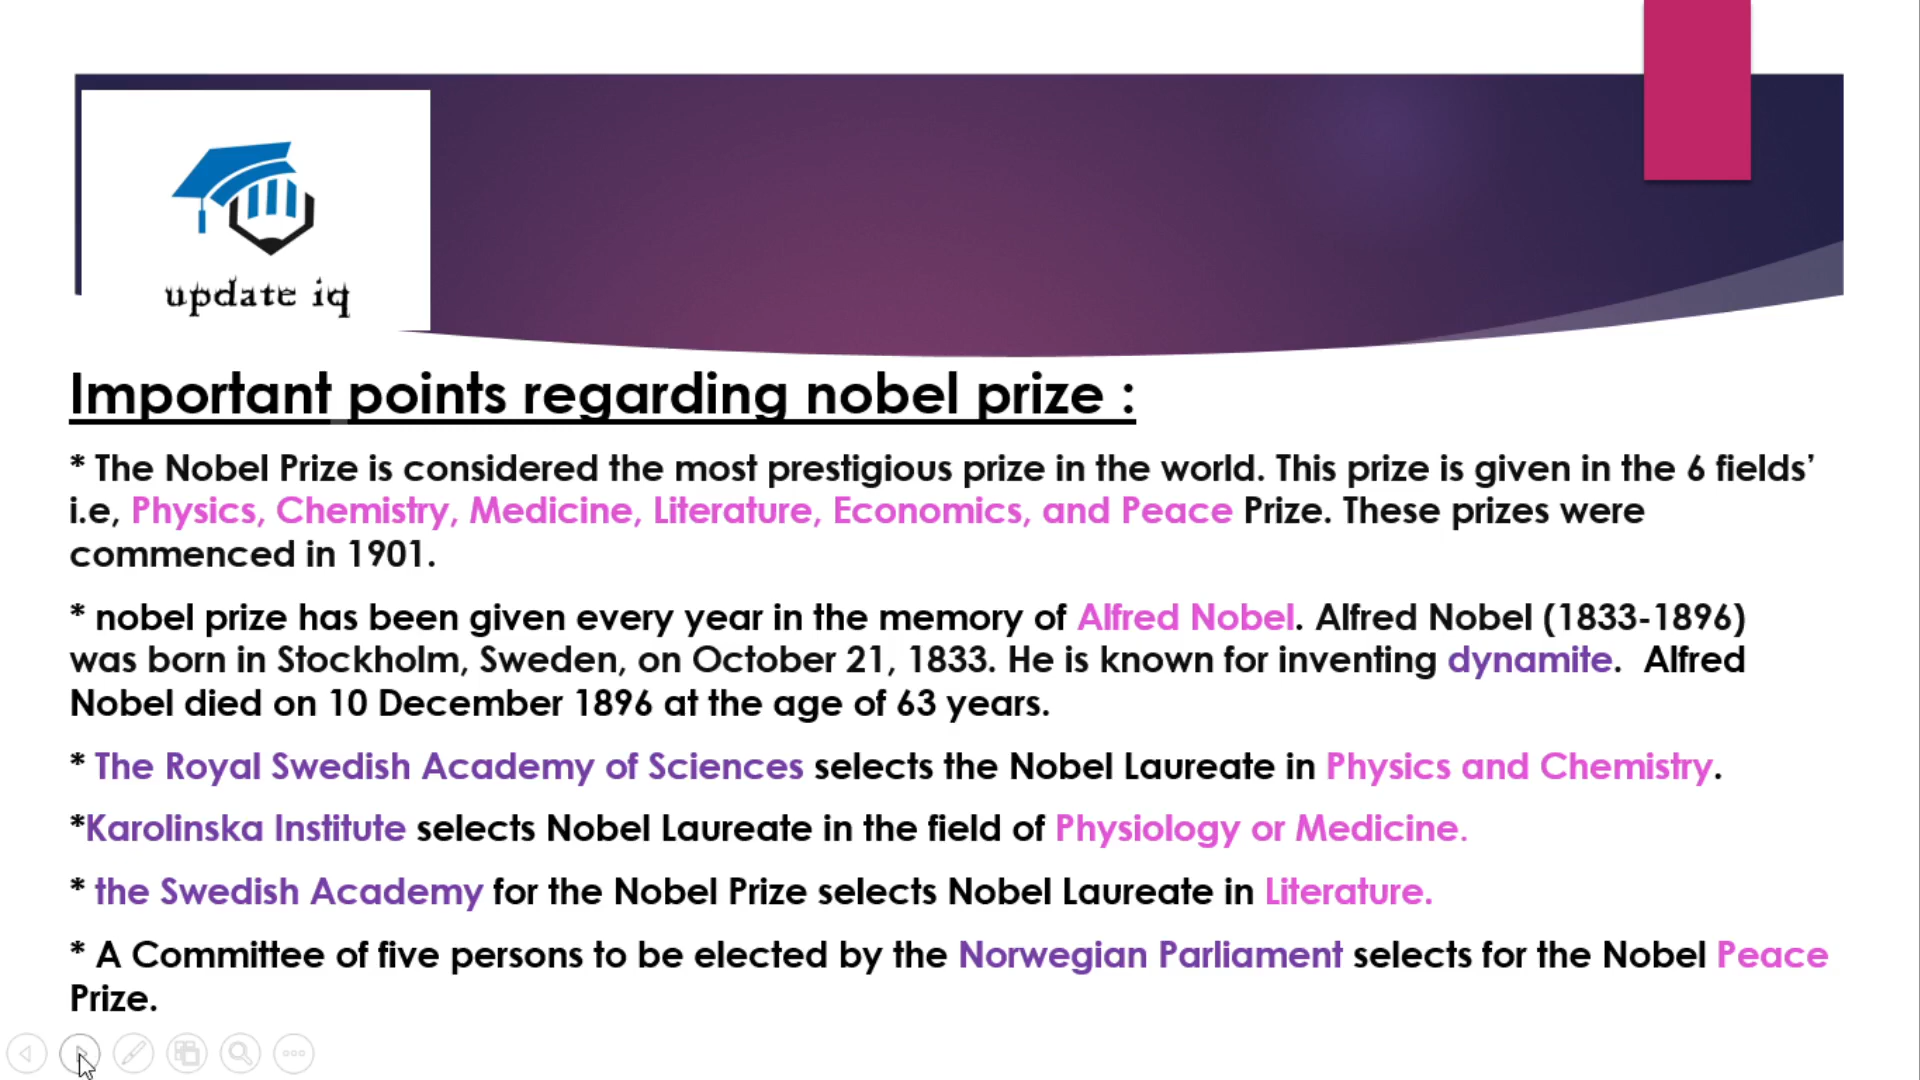 update iq
Important points regarding nobel prize :
* The Nobel Prize is considered the most prestigious prize in the world. This prize is given in the 6 fields’
i.e, Physics, Chemistry, Medicine, Literature, Economics, and Peace Prize. These prizes were
commenced in 1901.
* nobel prize has been given every year in the memory of Alfred Nobel. Alfred Nobel (1833-1896)
was born in Stockholm, Sweden, on October 21, 1833. He is known for inventing dynamite.  Alfred
Nobel died on 10 December 1896 at the age of 63 years.
* The Royal Swedish Academy of Sciences selects the Nobel Laureate in Physics and Chemistry.
*Karolinska Institute selects Nobel Laureate in the field of Physiology or Medicine.
* the Swedish Academy for the Nobel Prize selects Nobel Laureate in Literature.
* A Committee of five persons to be elected by the Norwegian Parliament selects for the Nobel Peace
Prize.